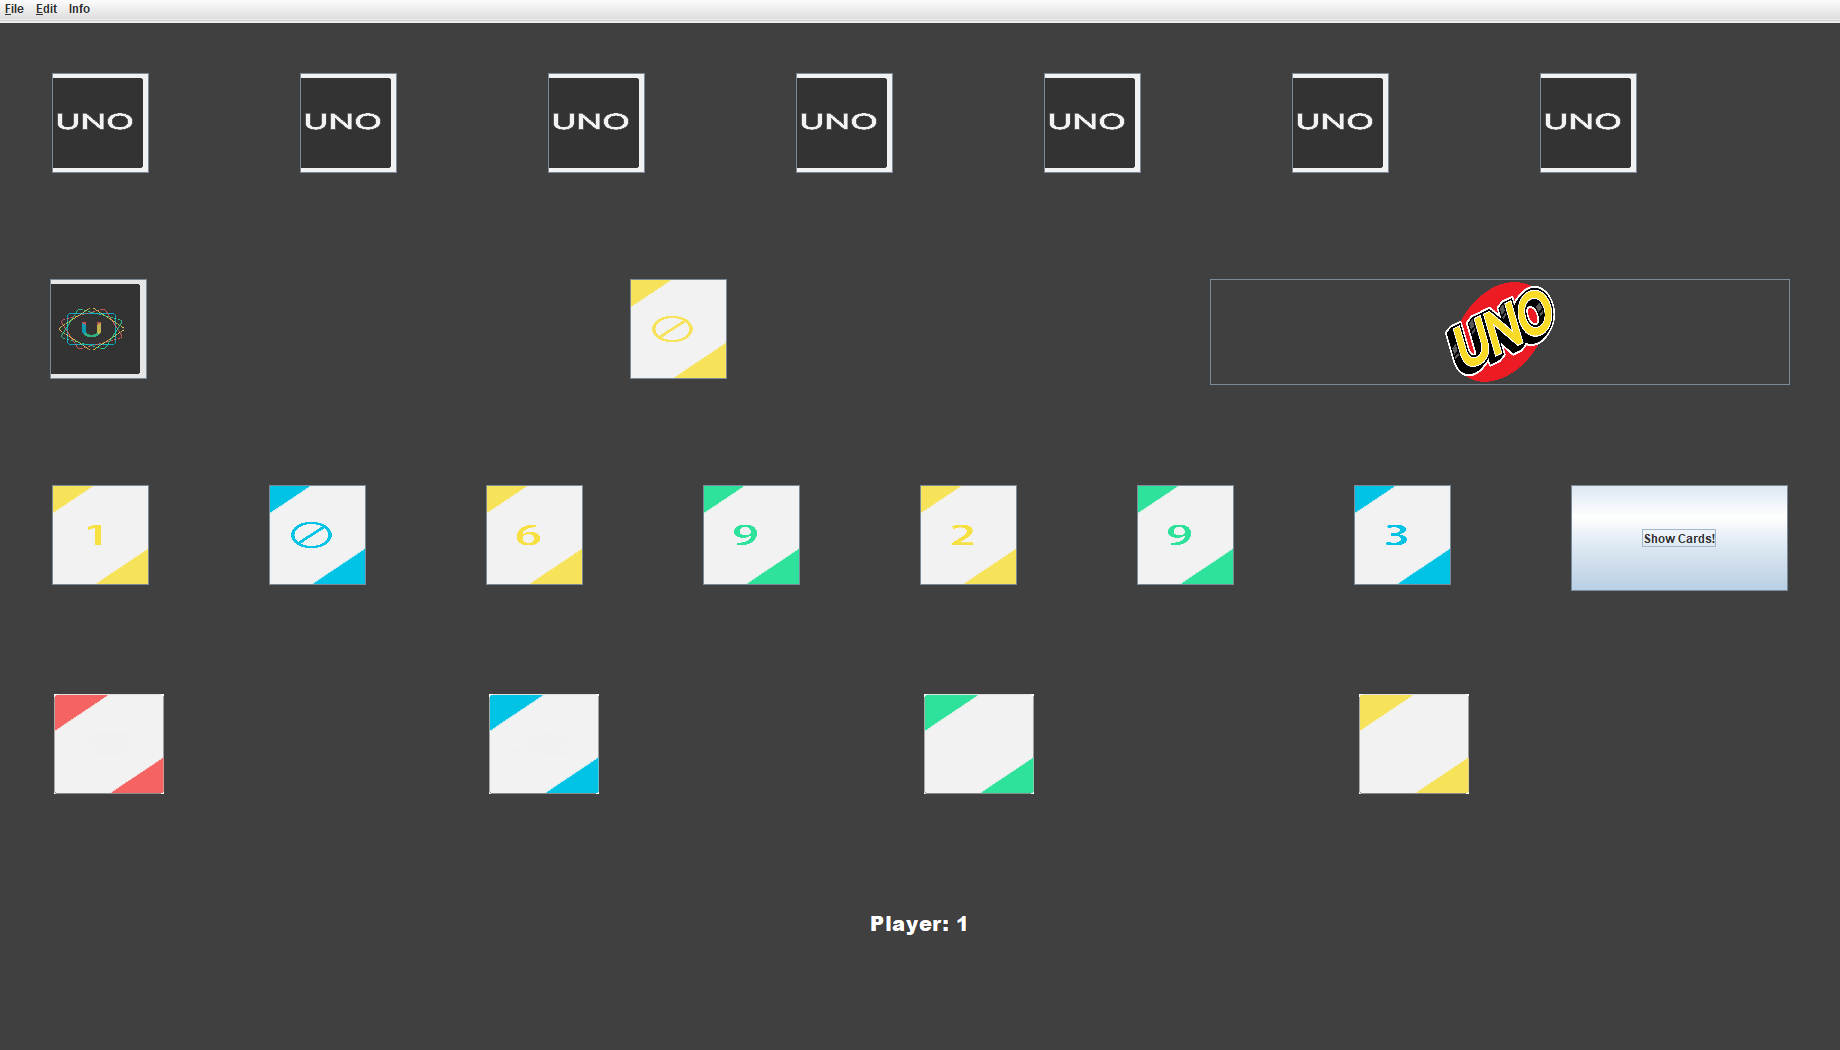 File Edit Info
UNO UNO UNO UNO UNO UNO UNO
U UNO
1 6 9 2 9 3 Show Cards!
Player: 1